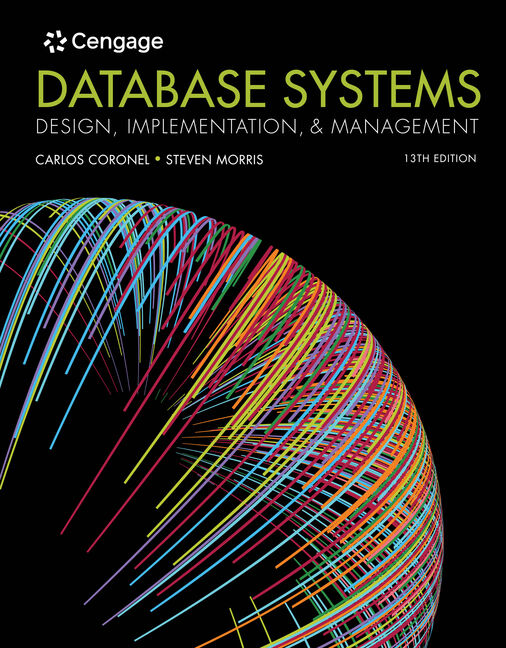 Cengage
DATABASE SYSTEMS
DESIGN, IMPLEMENTATION, & MANAGEMENT
CARLOS CORONEL • STEVEN MORRIS
13TH EDITION